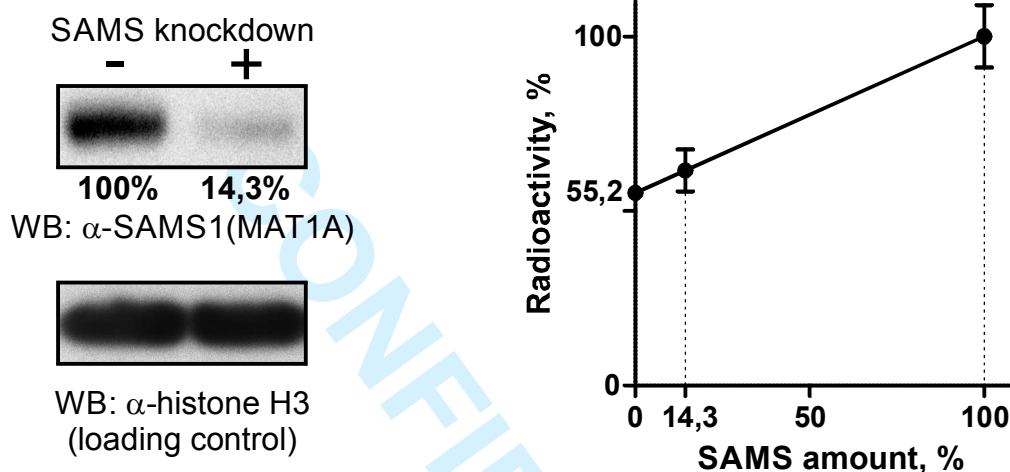 SAMS knockdown
- +
100% 14,3%
WB: α-SAMS1(MAT1A)
WB: α-histone H3
(loading control)
Radioactivity, %
100
55,2
0
0 14,3 50 100
SAMS amount, %